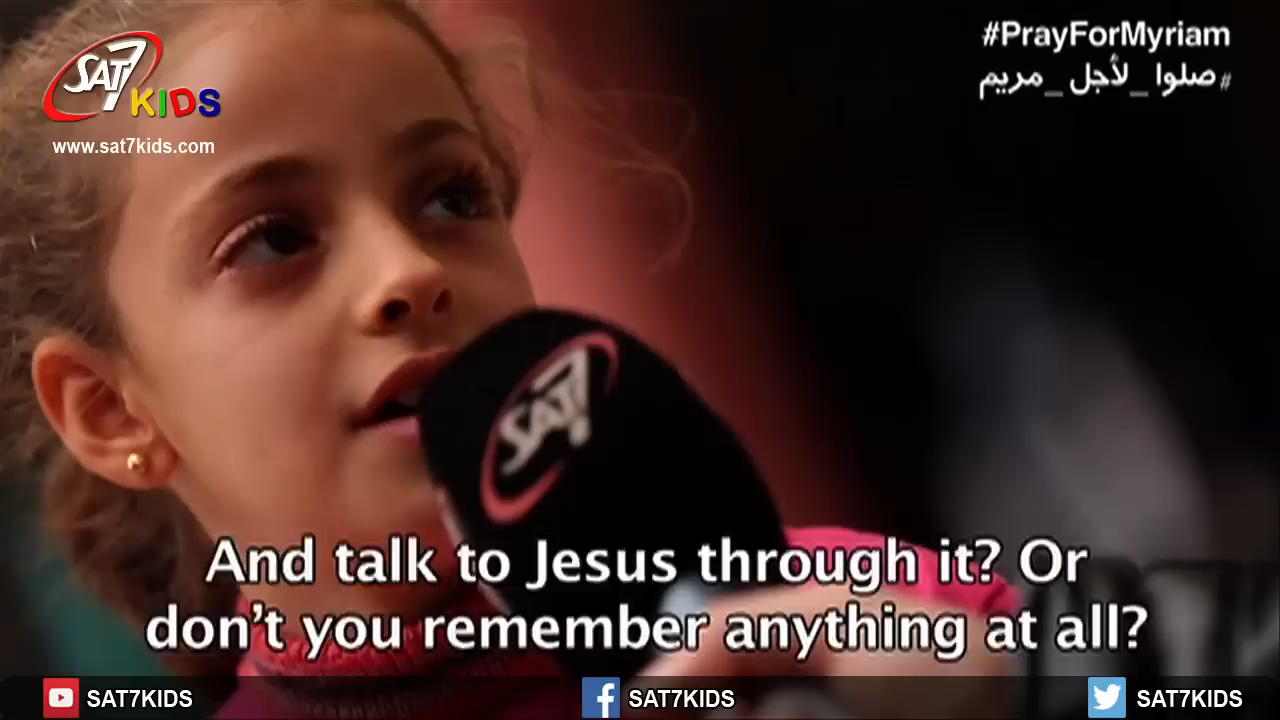 SAT7
KIDS
www.sat7kids.com
#PrayForMyriam
#صلوا_لأجل_مريم
SAT7
And talk to Jesus through it? Or
don't you remember anything at all?
SAT7KIDS
SAT7KIDS
SAT7KIDS